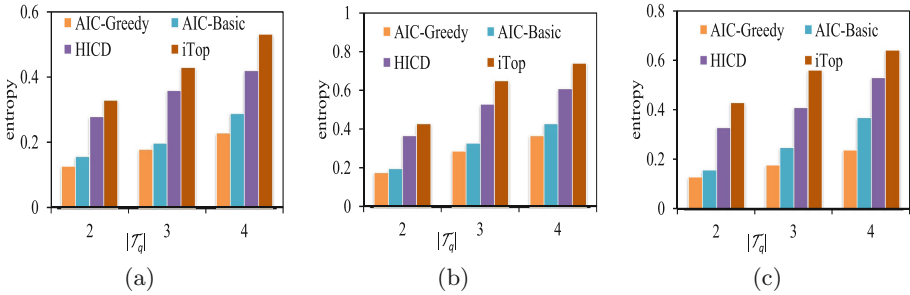 0.6
0.4
0.2
0
entropy
AIC-Greedy AIC-Basic
HICD iTop
2 3 4
|𝒯q|
(a)
1
0.8
0.6
0.4
0.2
0
entropy
AIC-Greedy AIC-Basic
HICD iTop
2 3 4
|𝒯q|
(b)
0.8
0.6
0.4
0.2
0
entropy
AIC-Greedy AIC-Basic
HICD iTop
2 3 4
|𝒯q|
(c)